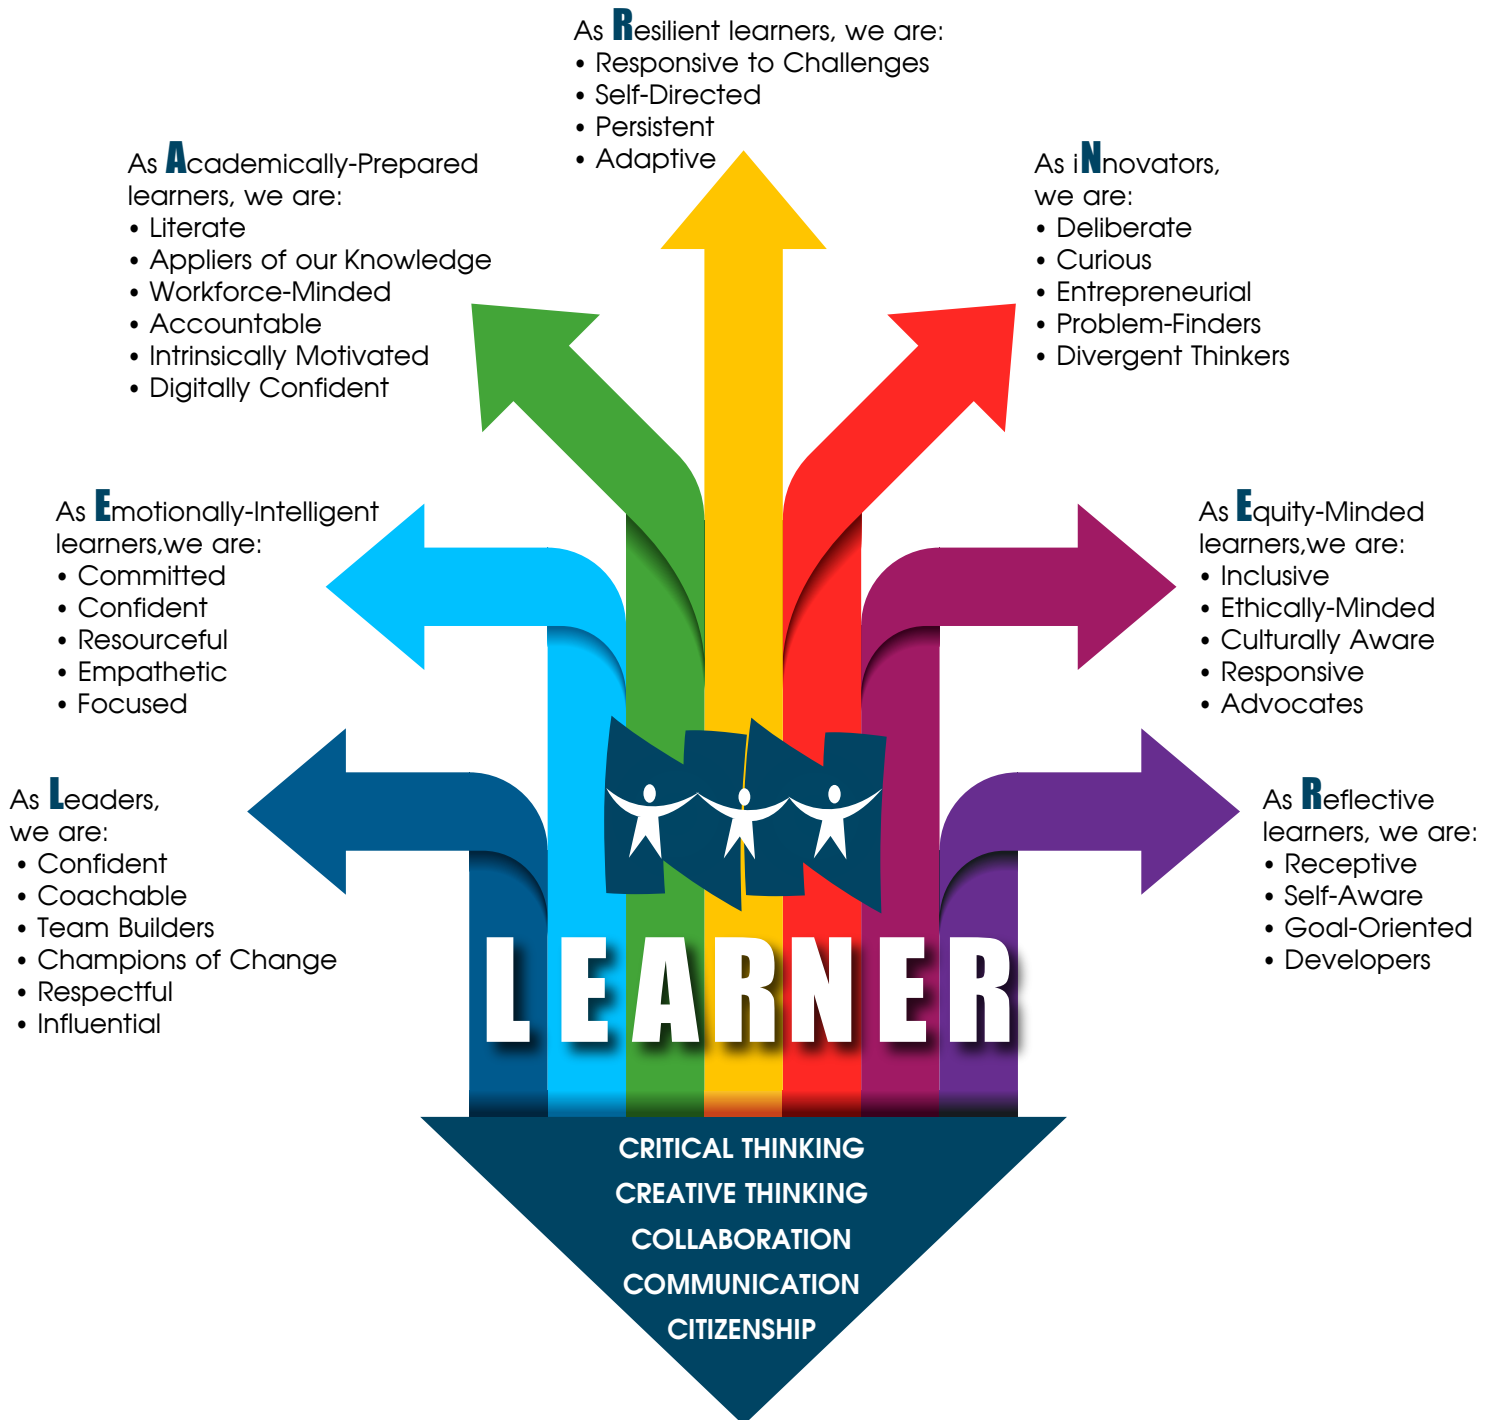 As Resilient learners, we are:
• Responsive to Challenges
• Self-Directed
• Persistent
• Adaptive
As Academically-Prepared
learners, we are:
• Literate
• Appliers of our Knowledge
• Workforce-Minded
• Accountable
• Intrinsically Motivated
• Digitally Confident
As iNnovators,
we are:
• Deliberate
• Curious
• Entrepreneurial
• Problem-Finders
• Divergent Thinkers
As Emotionally-Intelligent
learners,we are:
• Committed
• Confident
• Resourceful
• Empathetic
• Focused
As Equity-Minded
learners,we are:
• Inclusive
• Ethically-Minded
• Culturally Aware
• Responsive
• Advocates
As Leaders,
we are:
• Confident
• Coachable
• Team Builders
• Champions of Change
• Respectful
• Influential
As Reflective
learners, we are:
• Receptive
• Self-Aware
• Goal-Oriented
• Developers
LEARNER
CRITICAL THINKING
CREATIVE THINKING
COLLABORATION
COMMUNICATION
CITIZENSHIP